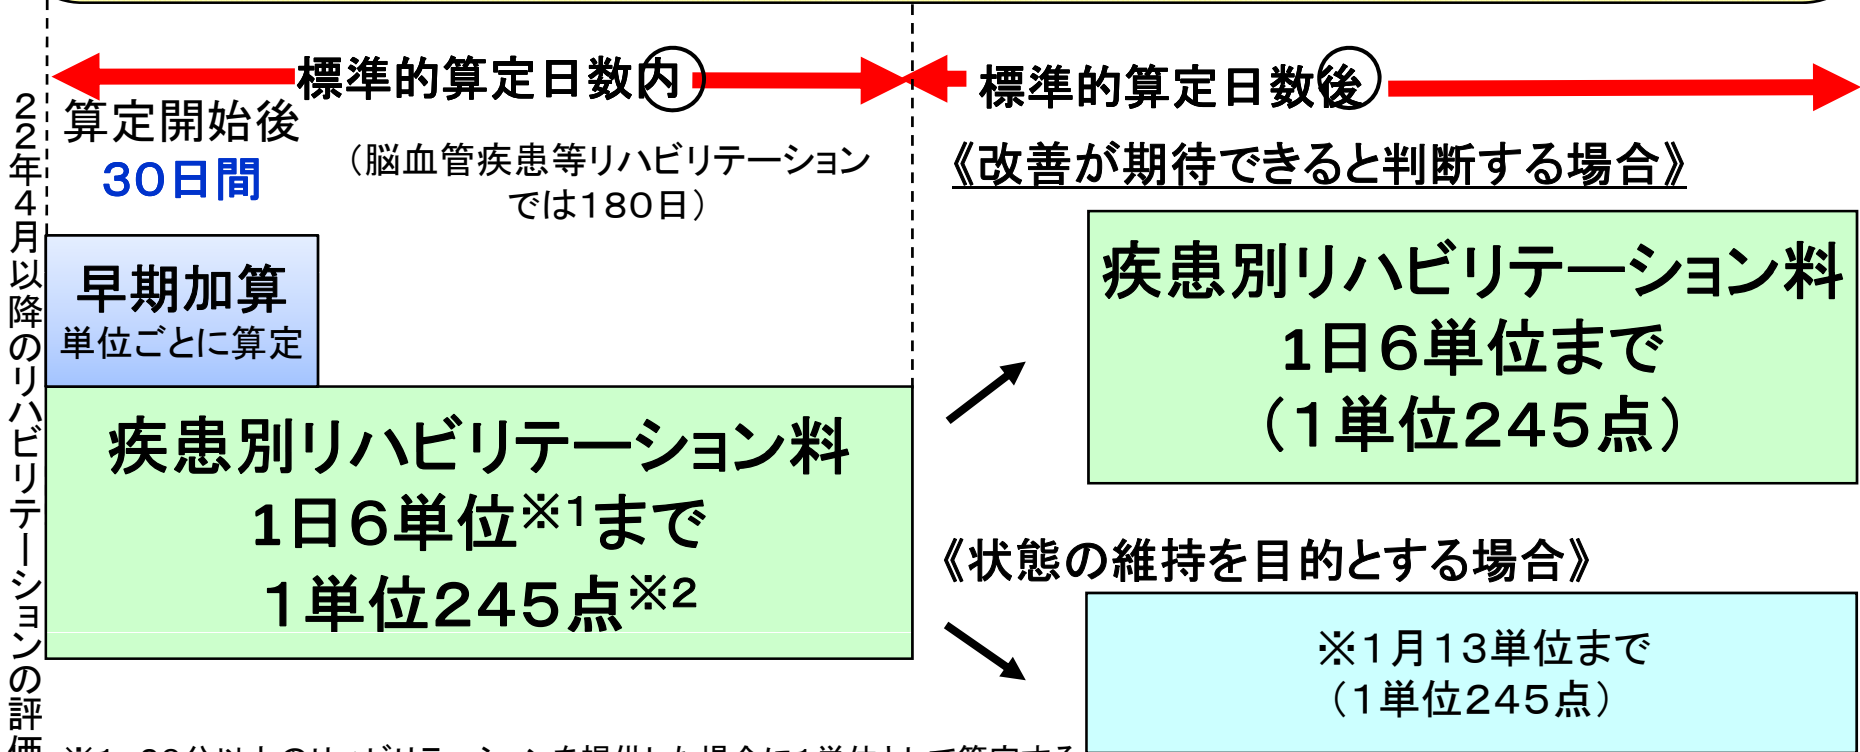 22年4月以降のリハビリテーションの評価
標準的算定日数内
標準的算定日数後
算定開始後
30日間
（脳血管疾患等リハビリテーション
では180日）
《改善が期待できると判断する場合》
早期加算
単位ごとに算定
疾患別リハビリテーション料
1日6単位まで
（1単位245点）
疾患別リハビリテーション料
1日6単位※1まで
1単位245点※2
《状態の維持を目的とする場合》
※1月13単位まで
（1単位245点）